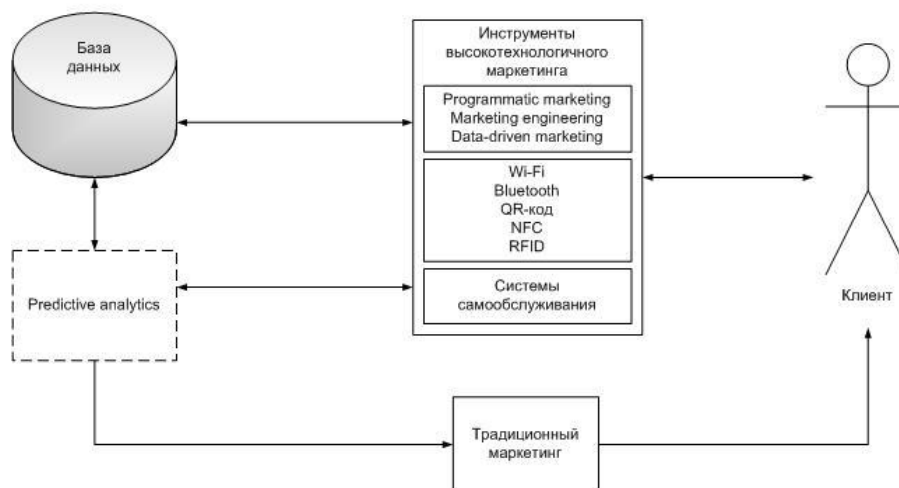 База
данных
Инструменты
высокотехнологичного
маркетинга
Programmatic marketing
Marketing engineering
Data-driven marketing
Wi-Fi
Bluetooth
QR-код
NFC
RFID
Системы
самообслуживания
Predictive analytics
Клиент
Традиционный
маркетинг